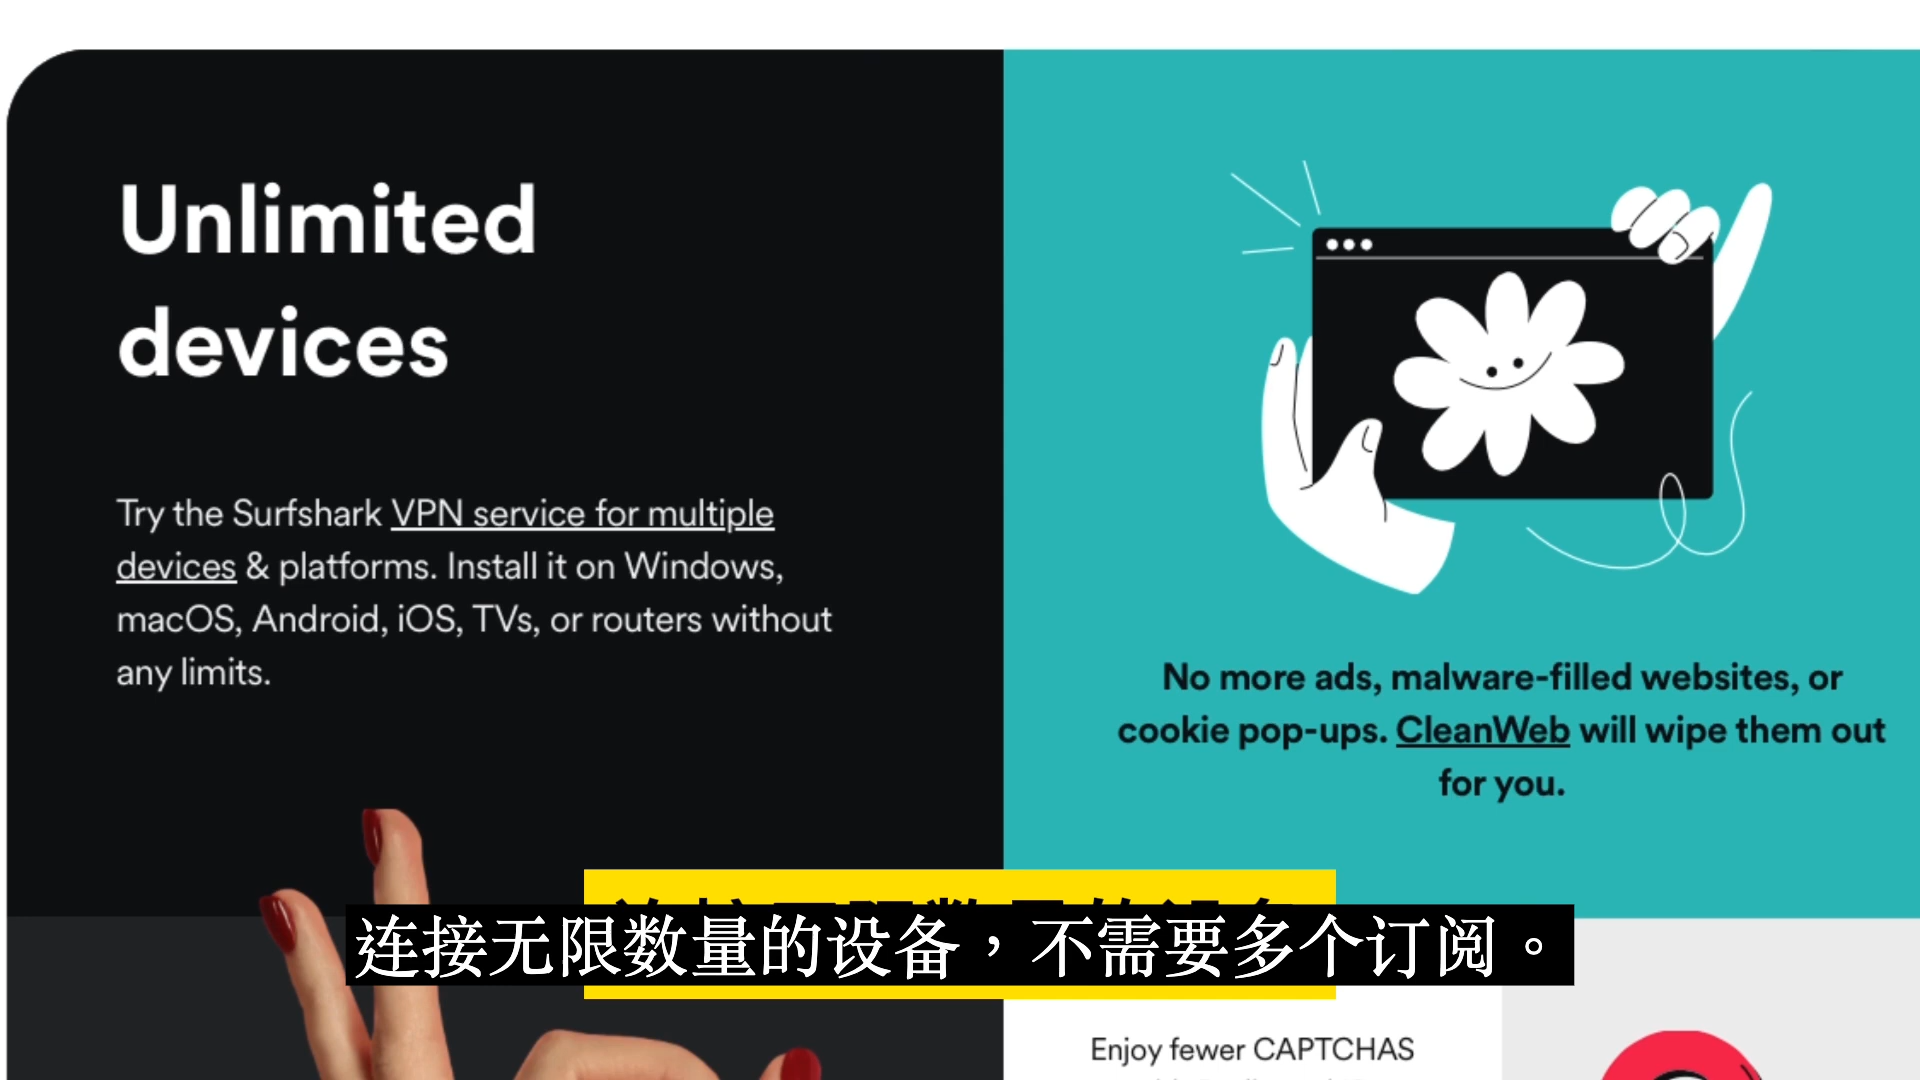 Unlimited
devices
Try the Surfshark VPN service for multiple
devices & platforms. Install it on Windows,
macOS, Android, iOS, TVs, or routers without
any limits.
No more ads, malware-filled websites, or
cookie pop-ups. CleanWeb will wipe them out
for you.
连接无限数量的设备，不需要多个订阅。
Enjoy fewer CAPTCHAS